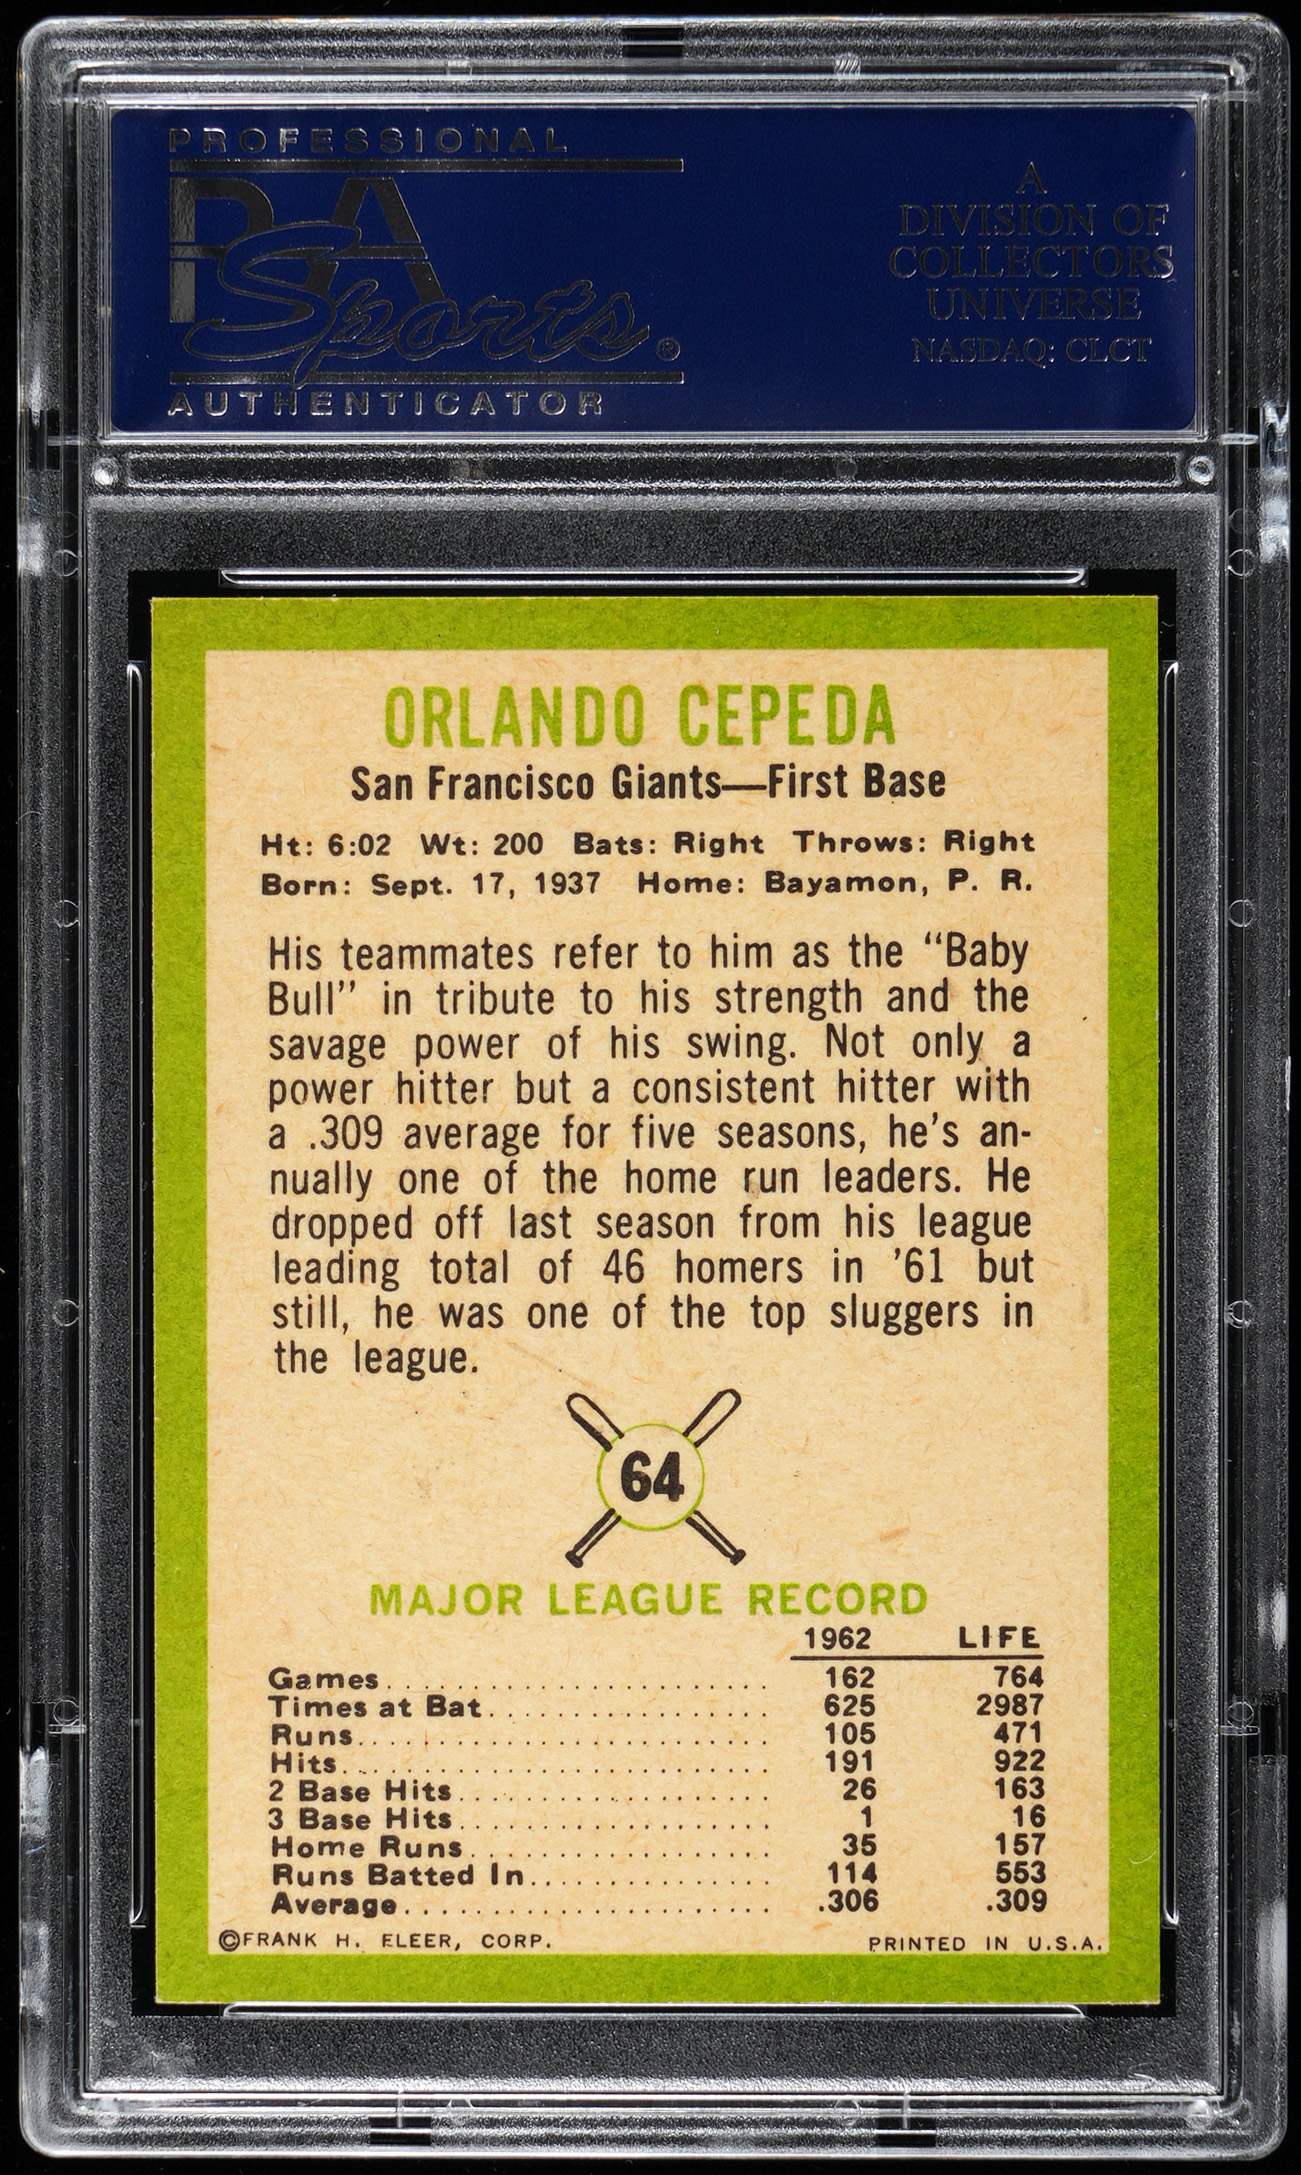 PROFESSIONAL
PSA
Sports®
AUTHENTICATOR
A
DIVISION OF
COLLECTORS
UNIVERSE
NASDAQ: CLCT
ORLANDO CEPEDA
San Francisco Giants—First Base
Ht: 6:02 Wt: 200 Bats: Right Throws: Right
Born: Sept. 17, 1937 Home: Bayamon, P. R.
His teammates refer to him as the “Baby
Bull” in tribute to his strength and the
savage power of his swing. Not only a
power hitter but a consistent hitter with
a .309 average for five seasons, he's an-
nually one of the home run leaders. He
dropped off last season from his league
leading total of 46 homers in '61 but
still, he was one of the top sluggers in
the league.
64
MAJOR LEAGUE RECORD
1962 LIFE
Games........................ 162 764
Times at Bat................. 625 2987
Runs......................... 105 471
Hits......................... 191 922
2 Base Hits.................. 26 163
3 Base Hits.................. 1 16
Home Runs.................... 35 157
Runs Batted In............... 114 553
Average...................... .306 .309
©FRANK H. FLEER, CORP. PRINTED IN U.S.A.